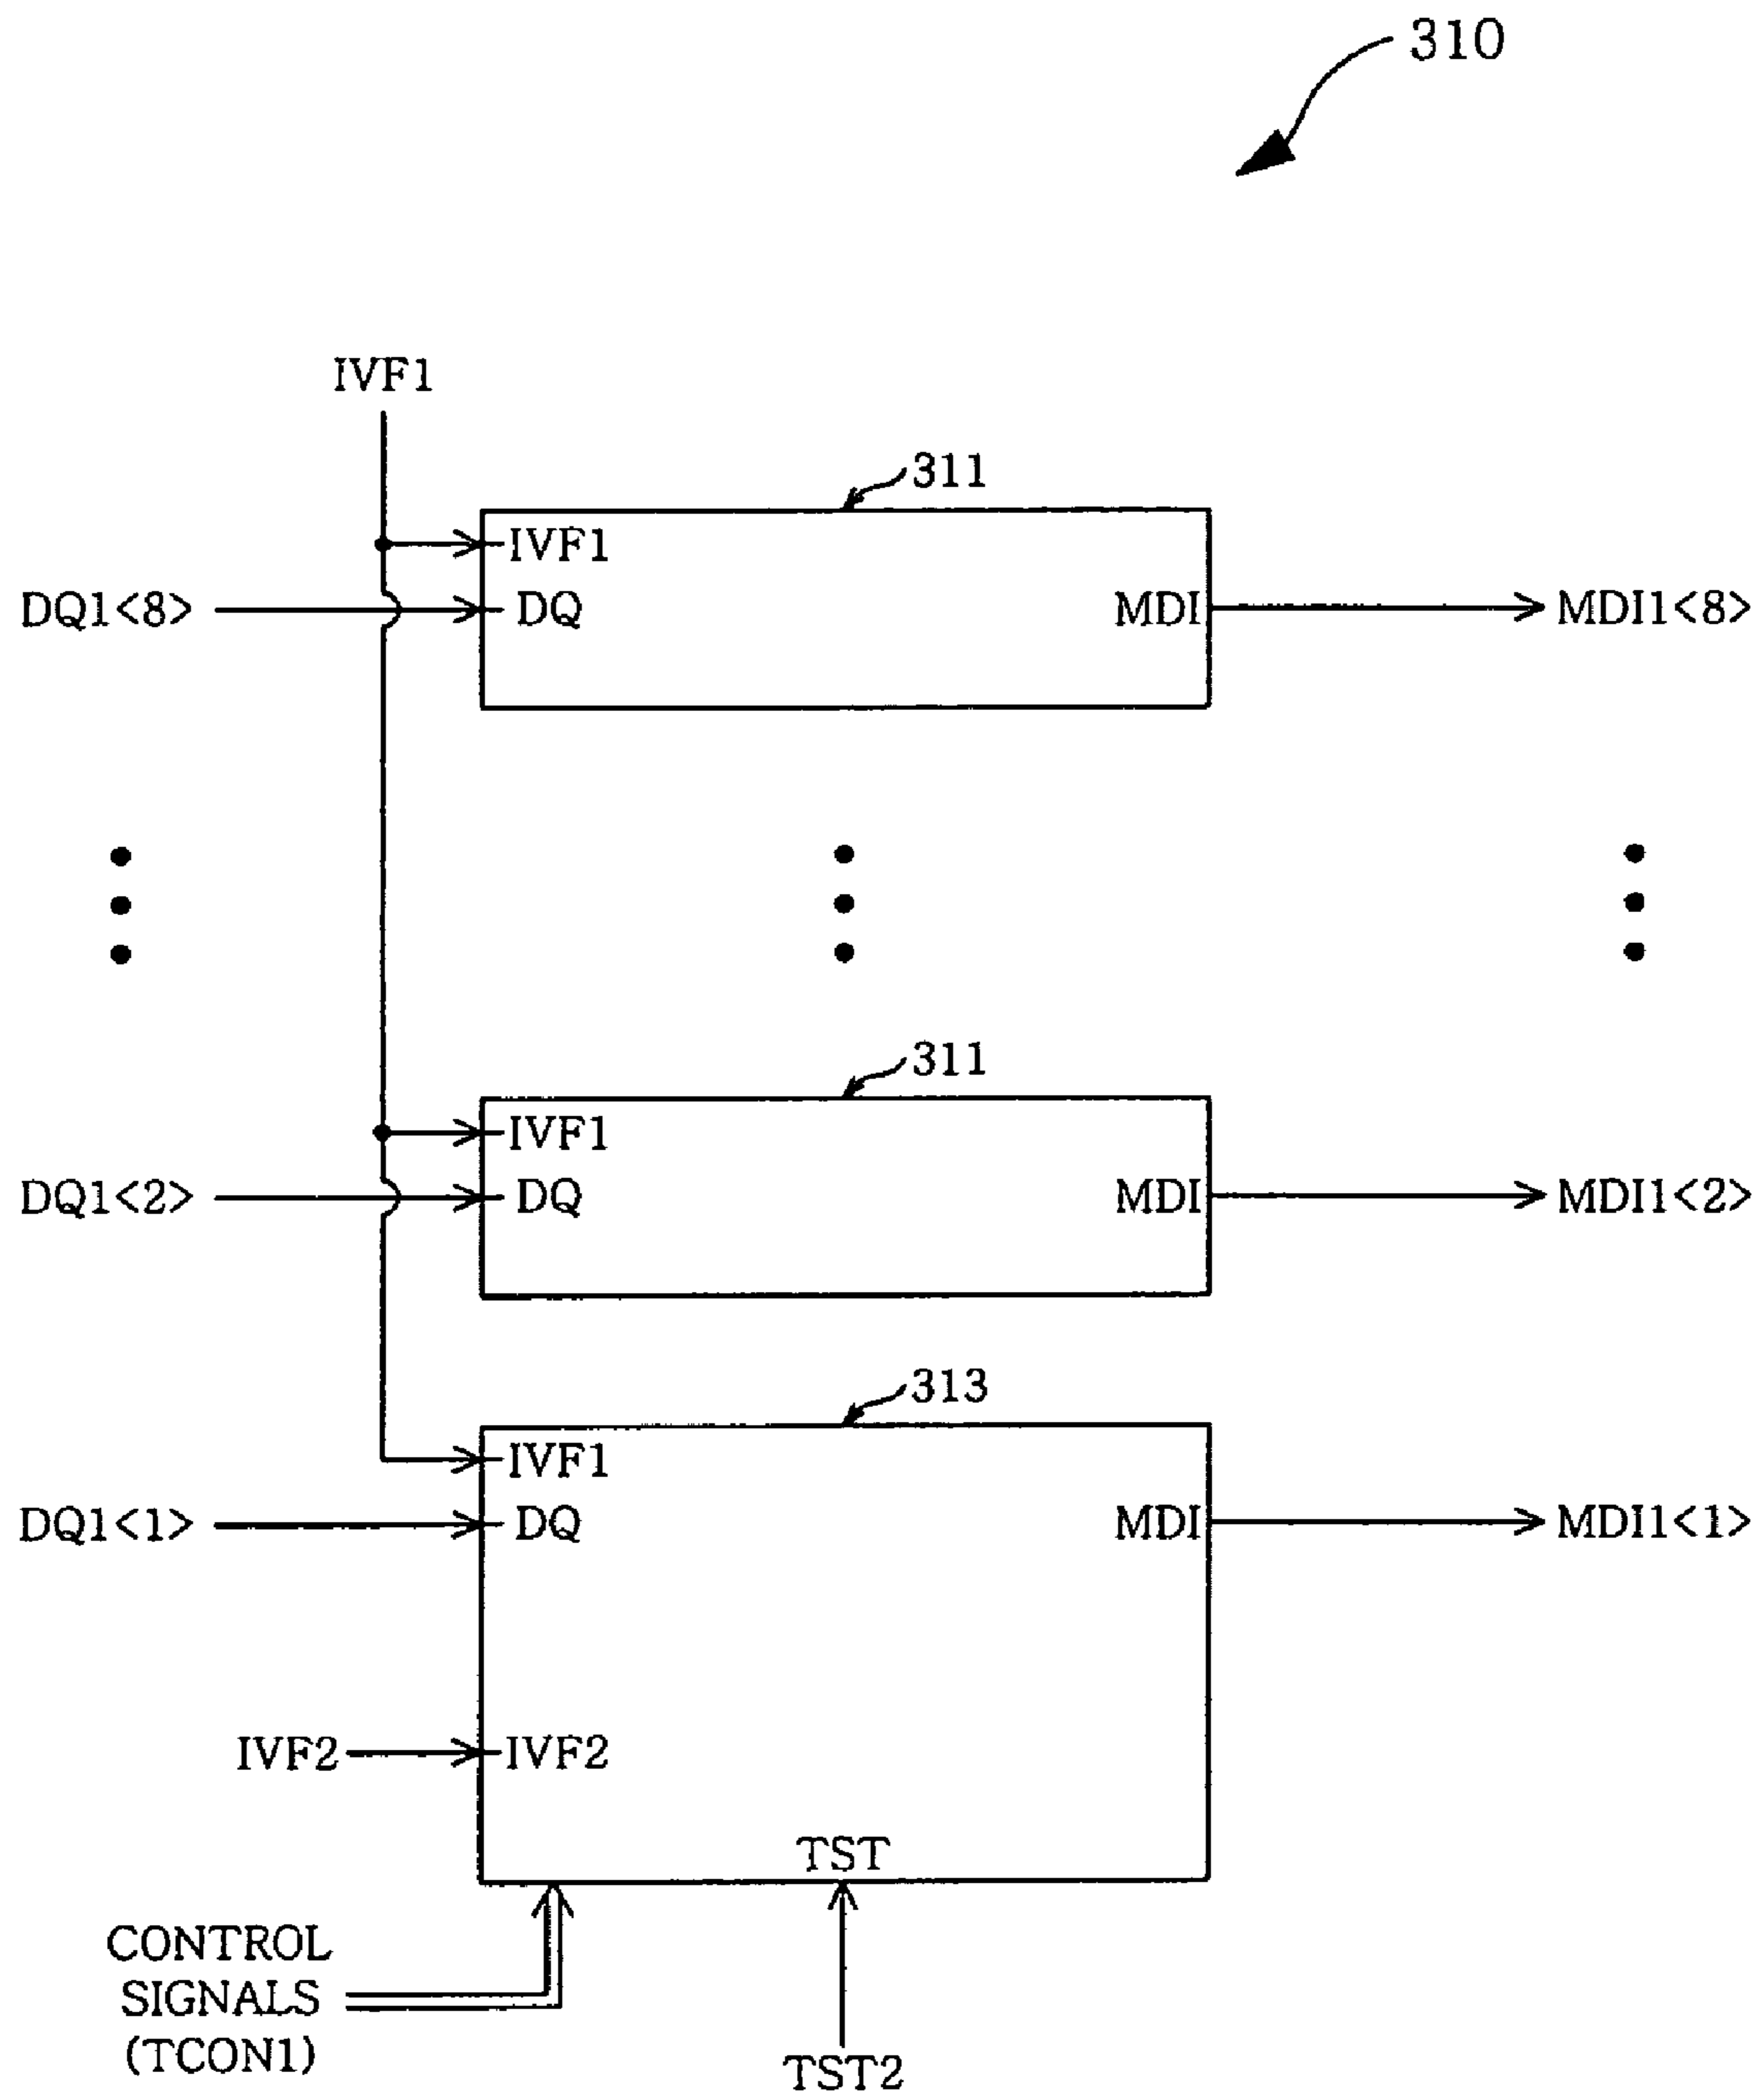 310
IVF1
311
IVF1
DQ1<8>
DQ
MDI
MDI1<8>
311
IVF1
DQ1<2>
DQ
MDI
MDI1<2>
313
IVF1
DQ1<1>
DQ
MDI
MDI1<1>
IVF2
IVF2
TST
CONTROL
SIGNALS
(TCON1)
TST2